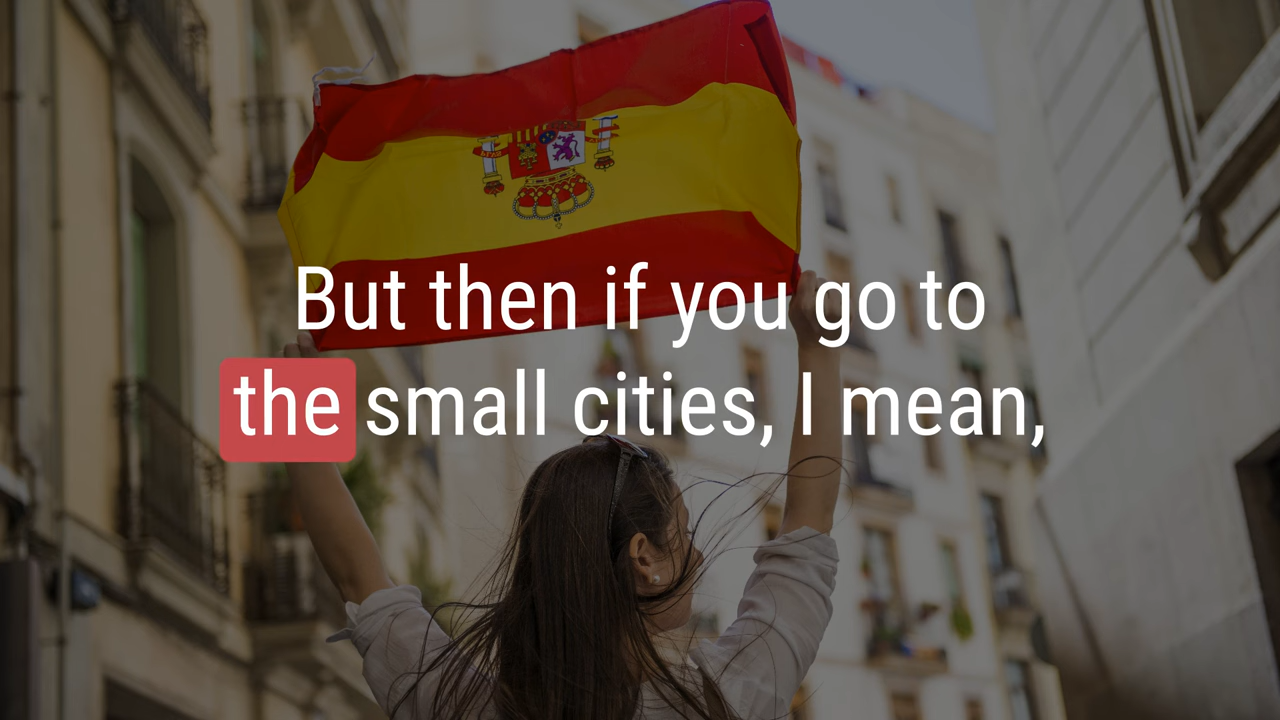 But then if you go to
the small cities, I mean,